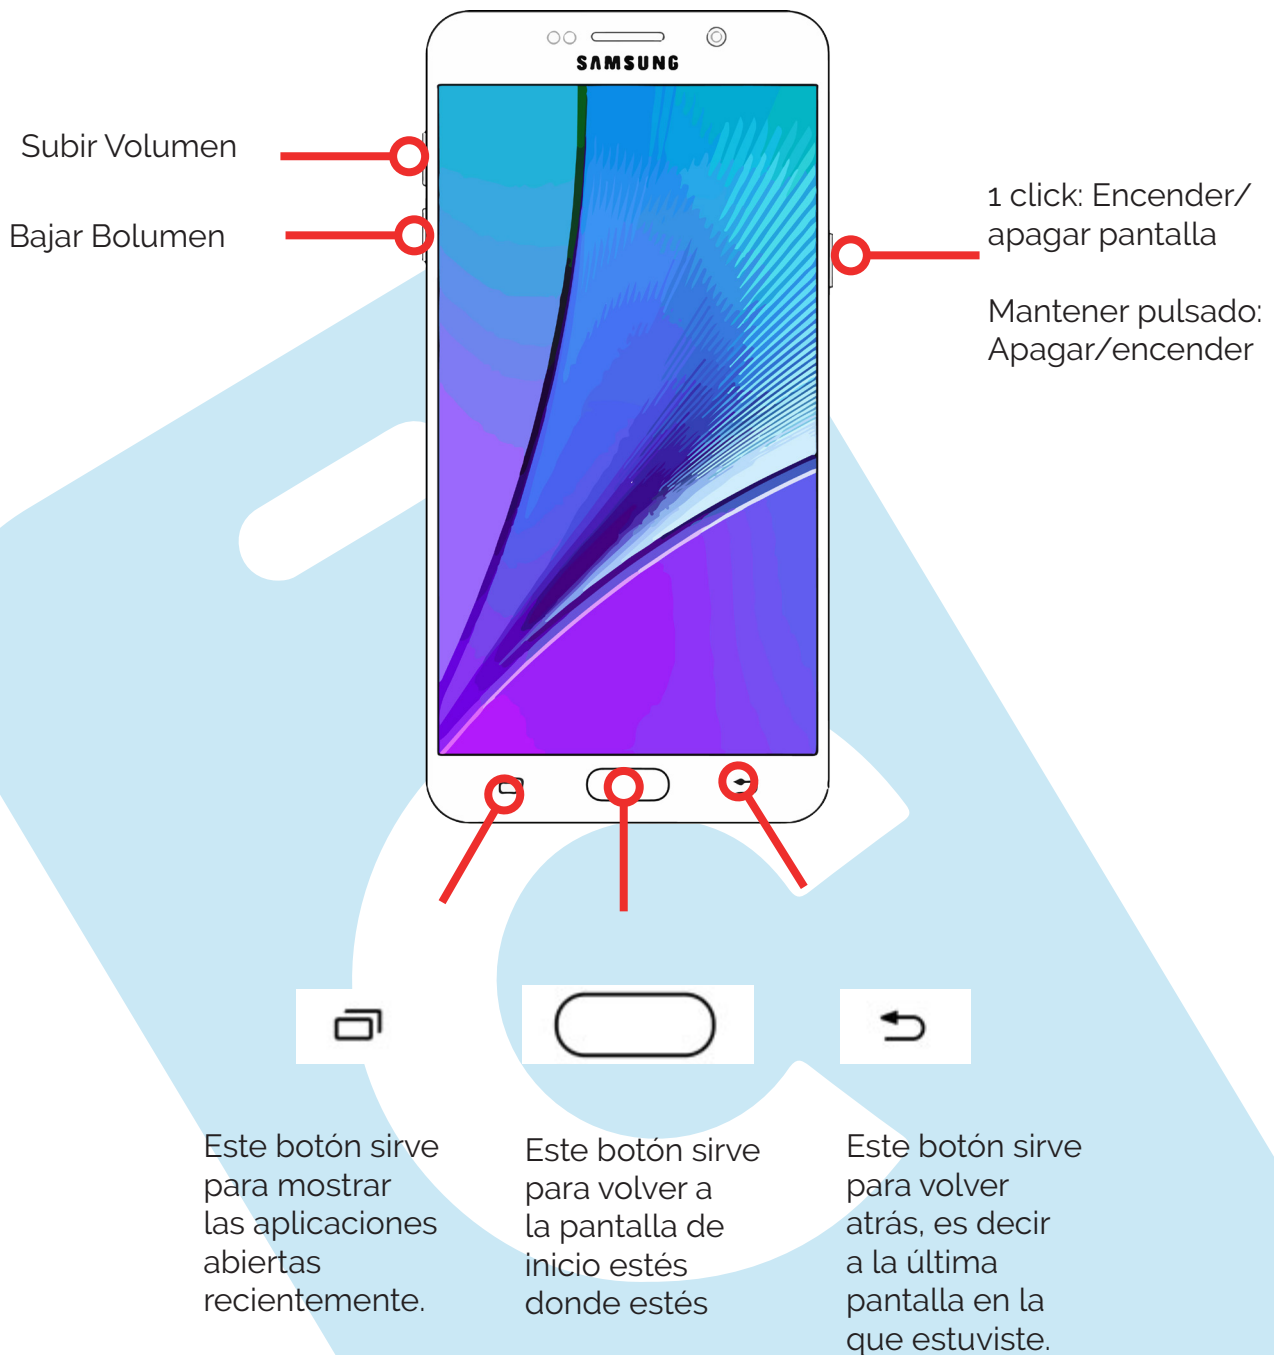 SAMSUNG
Subir Volumen
Bajar Bolumen
1 click: Encender/
apagar pantalla
Mantener pulsado:
Apagar/encender
Este botón sirve
para mostrar
las aplicaciones
abiertas
recientemente.
Este botón sirve
para volver a
la pantalla de
inicio estés
donde estés
Este botón sirve
para volver
atrás, es decir
a la última
pantalla en la
que estuviste.